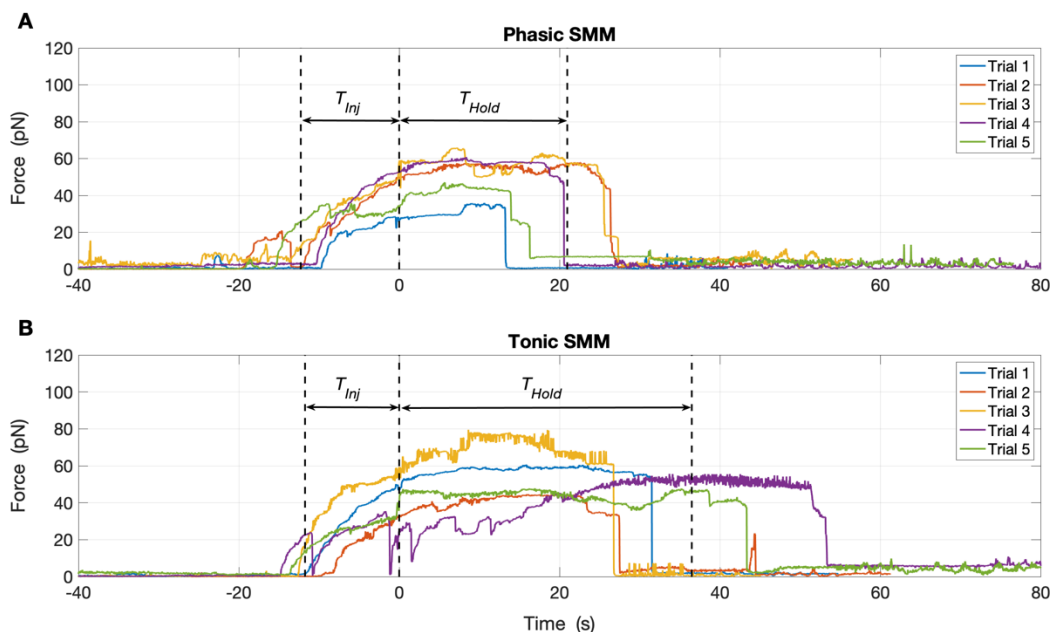 A
Phasic SMM
Force (pN)
120
100
80
60
40
20
0
-40
-20
0
20
40
60
80
T_Inj
T_Hold
Trial 1
Trial 2
Trial 3
Trial 4
Trial 5
B
Tonic SMM
Force (pN)
120
100
80
60
40
20
0
-40
-20
0
20
40
60
80
T_Inj
T_Hold
Trial 1
Trial 2
Trial 3
Trial 4
Trial 5
Time (s)